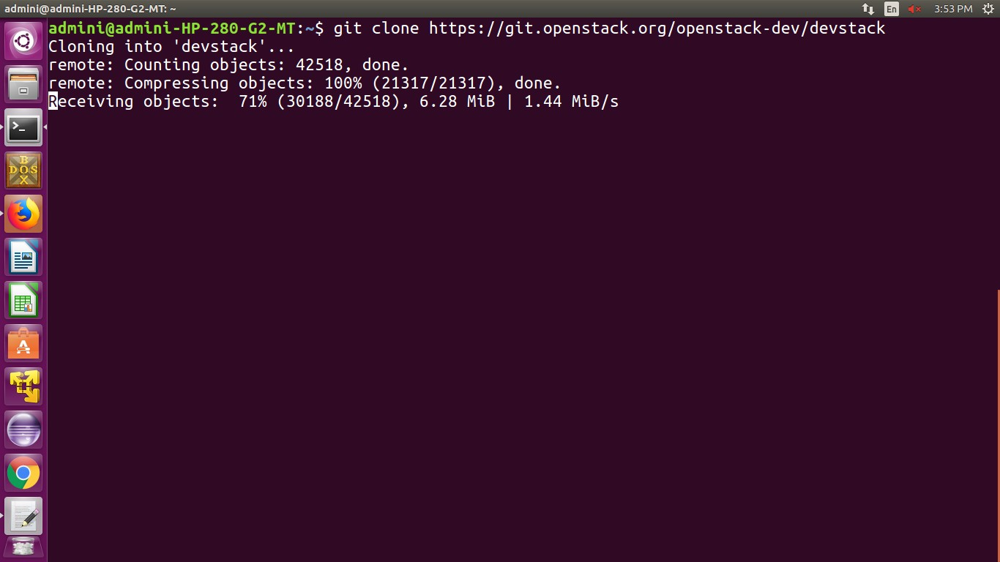 admini@admini-HP-280-G2-MT: ~
En
3:53 PM
admini@admini-HP-280-G2-MT:~$ git clone https://git.openstack.org/openstack-dev/devstack
Cloning into 'devstack'...
remote: Counting objects: 42518, done.
remote: Compressing objects: 100% (21317/21317), done.
Receiving objects:  71% (30188/42518), 6.28 MiB | 1.44 MiB/s
>_
BOX
DOS
A